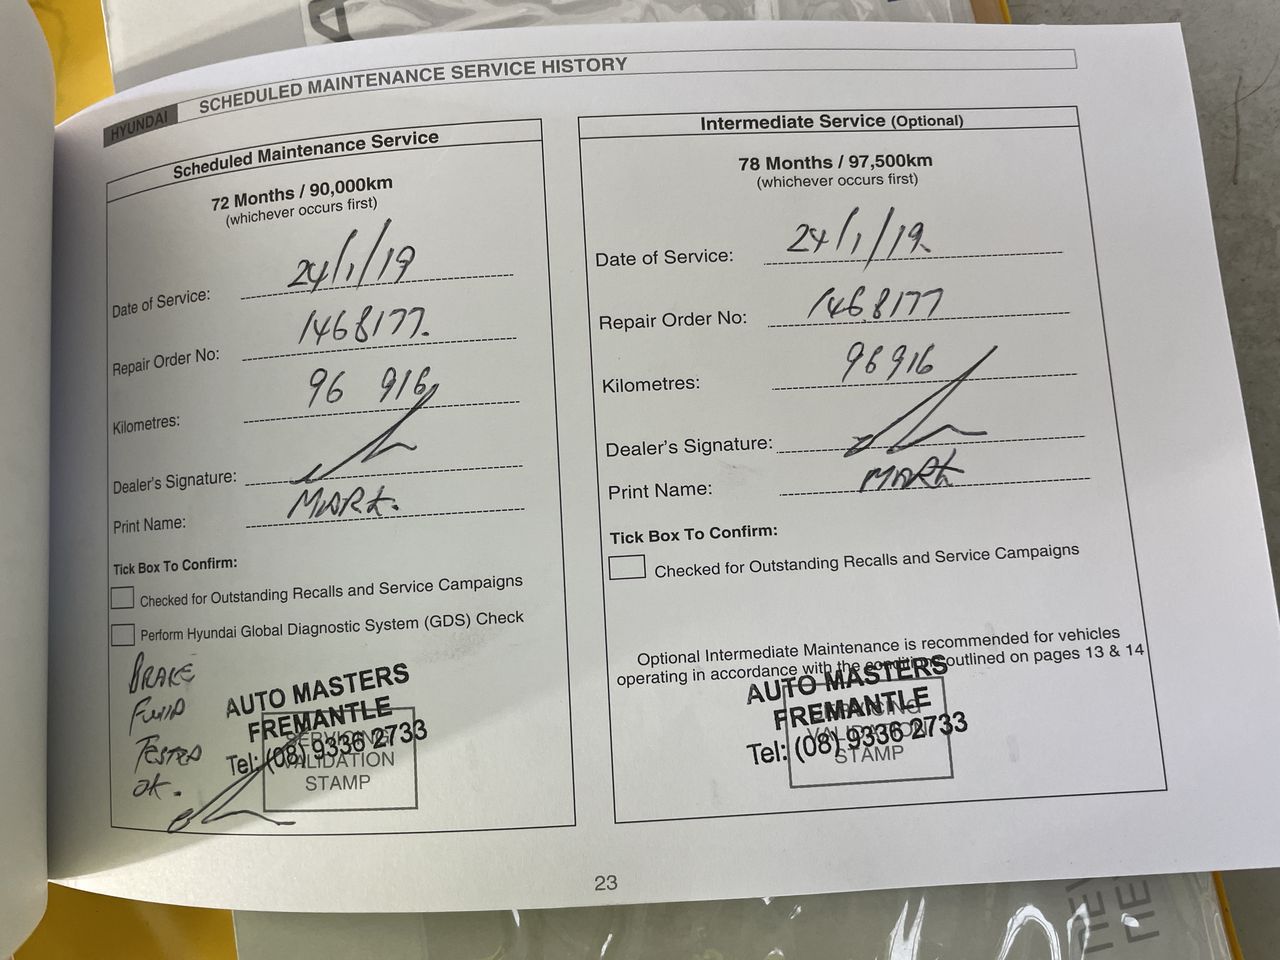 HYUNDAI
SCHEDULED MAINTENANCE SERVICE HISTORY
Scheduled Maintenance Service
72 Months / 90,000km
(whichever occurs first)
Date of Service: 24/1/19
Repair Order No: 1468177.
Kilometres: 96 916
Dealer's Signature:
Print Name: MARK.
Tick Box To Confirm:
Checked for Outstanding Recalls and Service Campaigns
Perform Hyundai Global Diagnostic System (GDS) Check
BRAKE
FLUID
TESTED
OK.
AUTO MASTERS
FREMANTLE
Tel: (08) 9336 2733
SERVICING
VALIDATION
STAMP
Intermediate Service (Optional)
78 Months / 97,500km
(whichever occurs first)
Date of Service: 24/1/19
Repair Order No: 1468177
Kilometres: 96916
Dealer's Signature:
Print Name: MARK
Tick Box To Confirm:
Checked for Outstanding Recalls and Service Campaigns
Optional Intermediate Maintenance is recommended for vehicles
operating in accordance with the conditions outlined on pages 13 & 14
AUTO MASTERS
FREMANTLE
Tel: (08) 9336 2733
SERVICING
VALIDATION
STAMP
23